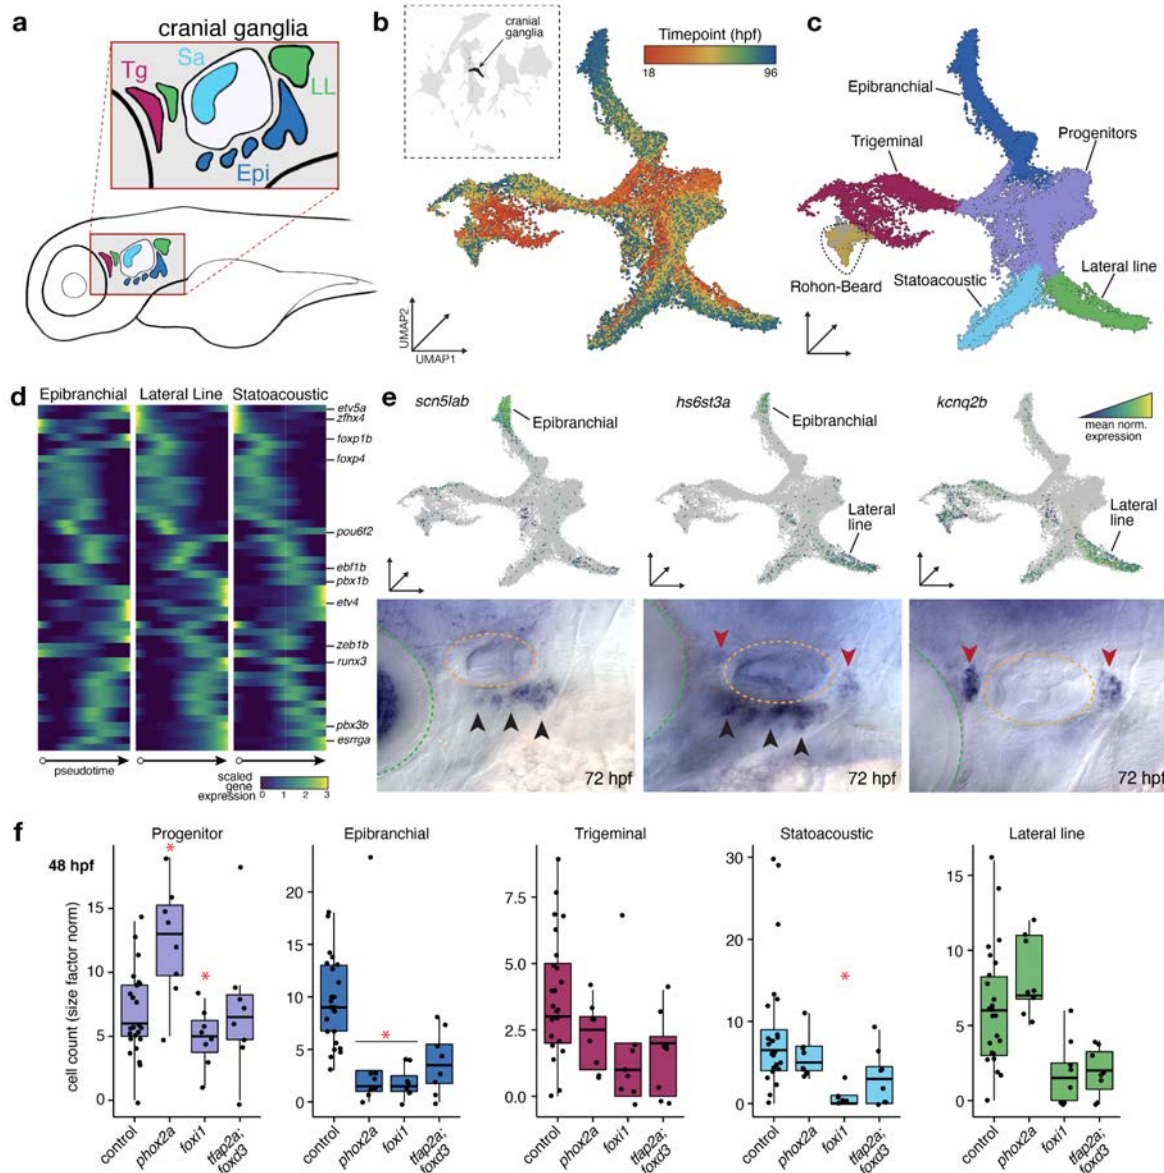 a
cranial ganglia
Tg
Sa
LL
Epi
b
cranial
ganglia
Timepoint (hpf)
18
96
UMAP2
UMAP1
c
Epibranchial
Progenitors
Trigeminal
Rohon-Beard
Statoacoustic
Lateral line
d
Epibranchial Lateral Line Statoacoustic
etv5a
zfhx4
foxp1b
foxp4
pou6f2
ebf1b
pbx1b
etv4
zeb1b
runx3
pbx3b
esrrga
pseudotime
scaled
gene
expression
0 1 2 3
e
scn5lab
Epibranchial
hs6st3a
Epibranchial
Lateral
line
kcnq2b
mean norm.
expression
Lateral
line
72 hpf
72 hpf
72 hpf
f
48 hpf
cell count (size factor norm)
Progenitor
*
*
15
10
5
0
control
phox2a
foxi1
tfap2a;
foxd3
Epibranchial
*
25
20
15
10
5
0
control
phox2a
foxi1
tfap2a;
foxd3
Trigeminal
7.5
5.0
2.5
0.0
control
phox2a
foxi1
tfap2a;
foxd3
Statoacoustic
*
30
20
10
0
control
phox2a
foxi1
tfap2a;
foxd3
Lateral line
15
10
5
0
control
phox2a
foxi1
tfap2a;
foxd3